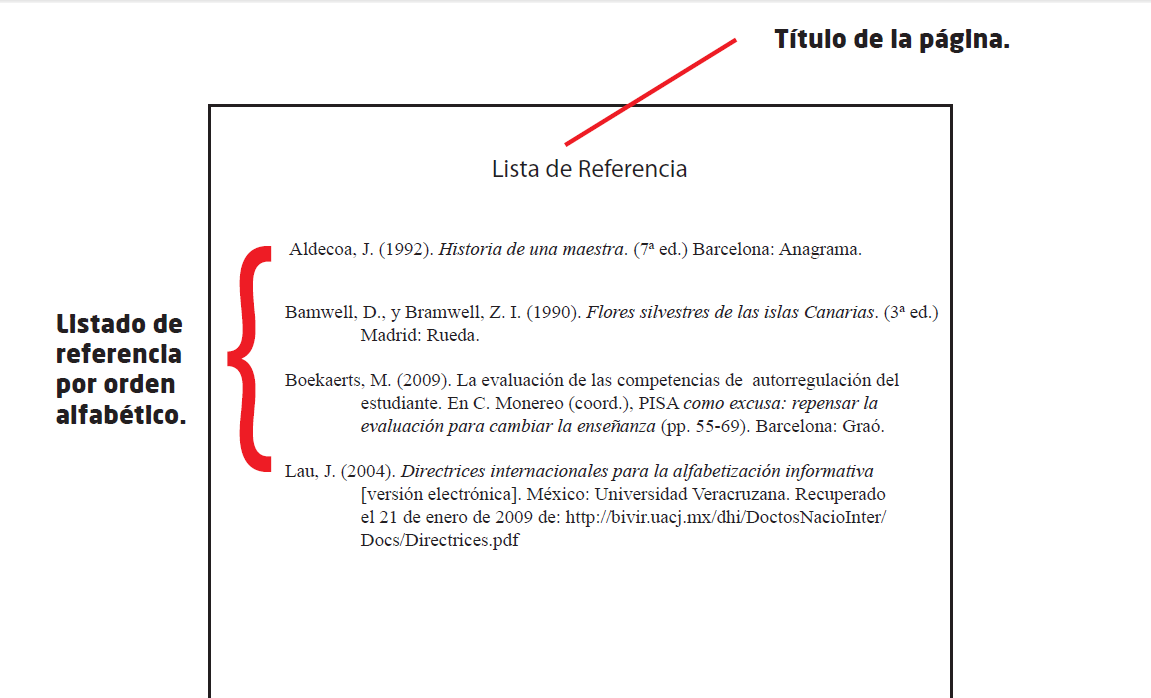 Título de la página.
Lista de Referencia
Aldecoa, J. (1992). Historia de una maestra. (7ª ed.) Barcelona: Anagrama.
Bamwell, D., y Bramwell, Z. I. (1990). Flores silvestres de las islas Canarias. (3ª ed.)
Madrid: Rueda.
Boekaerts, M. (2009). La evaluación de las competencias de autorregulación del
estudiante. En C. Monereo (coord.), PISA como excusa: repensar la
evaluación para cambiar la enseñanza (pp. 55-69). Barcelona: Graó.
Lau, J. (2004). Directrices internacionales para la alfabetización informativa
[versión electrónica]. México: Universidad Veracruzana. Recuperado
el 21 de enero de 2009 de: http://bivir.uacj.mx/dhi/DoctosNacioInter/
Docs/Directrices.pdf
Listado de
referencia
por orden
alfabético.